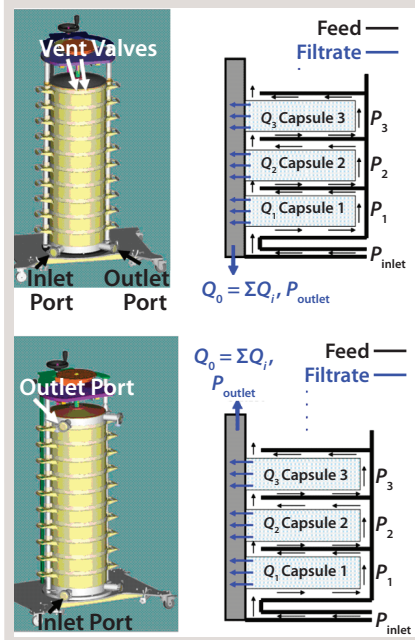 Vent Valves
Inlet
Port
Outlet
Port
Feed
Filtrate
Q3 Capsule 3
P3
Q2 Capsule 2
P2
Q1 Capsule 1
P1
Pinlet
Q0 = ΣQi, Poutlet
Outlet Port
Inlet Port
Q0 = ΣQi,
Poutlet
Feed
Filtrate
Q3 Capsule 3
P3
Q2 Capsule 2
P2
Q1 Capsule 1
P1
Pinlet